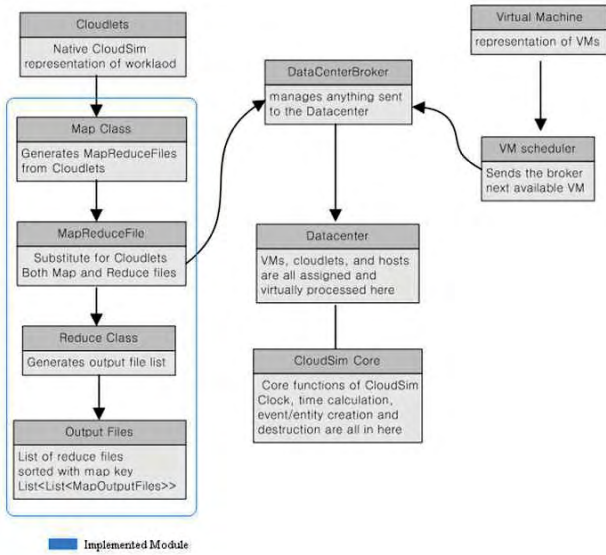 Cloudlets
Native CloudSim
representation of worklaod
Map Class
Generates MapReduceFiles
from Cloudlets
MapReduceFile
Substitute for Cloudlets
Both Map and Reduce files
Reduce Class
Generates output file list
Output Files
List of reduce files
sorted with map key
List<List<MapOutputFiles>>
DataCenterBroker
manages anything sent
to the Datacenter
Datacenter
VMs, cloudlets, and hosts
are all assigned and
virtually processed here
CloudSim Core
Core functions of CloudSim
Clock, time calculation,
event/entity creation and
destruction are all in here
Virtual Machine
representation of VMs
VM scheduler
Sends the broker
next available VM
Implemented Module